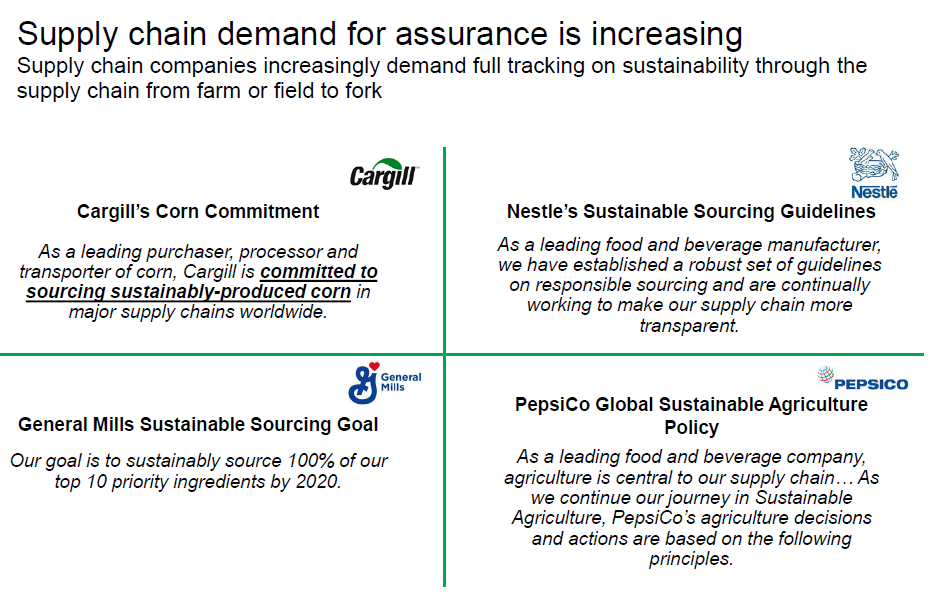 Supply chain demand for assurance is increasing
Supply chain companies increasingly demand full tracking on sustainability through the
supply chain from farm or field to fork
Cargill™
Cargill's Corn Commitment
As a leading purchaser, processor and
transporter of corn, Cargill is committed to
sourcing sustainably-produced corn in
major supply chains worldwide.
Nestlé
Nestle's Sustainable Sourcing Guidelines
As a leading food and beverage manufacturer,
we have established a robust set of guidelines
on responsible sourcing and are continually
working to make our supply chain more
transparent.
General
Mills
General Mills Sustainable Sourcing Goal
Our goal is to sustainably source 100% of our
top 10 priority ingredients by 2020.
PEPSICO
PepsiCo Global Sustainable Agriculture
Policy
As a leading food and beverage company,
agriculture is central to our supply chain… As
we continue our journey in Sustainable
Agriculture, PepsiCo's agriculture decisions
and actions are based on the following
principles.